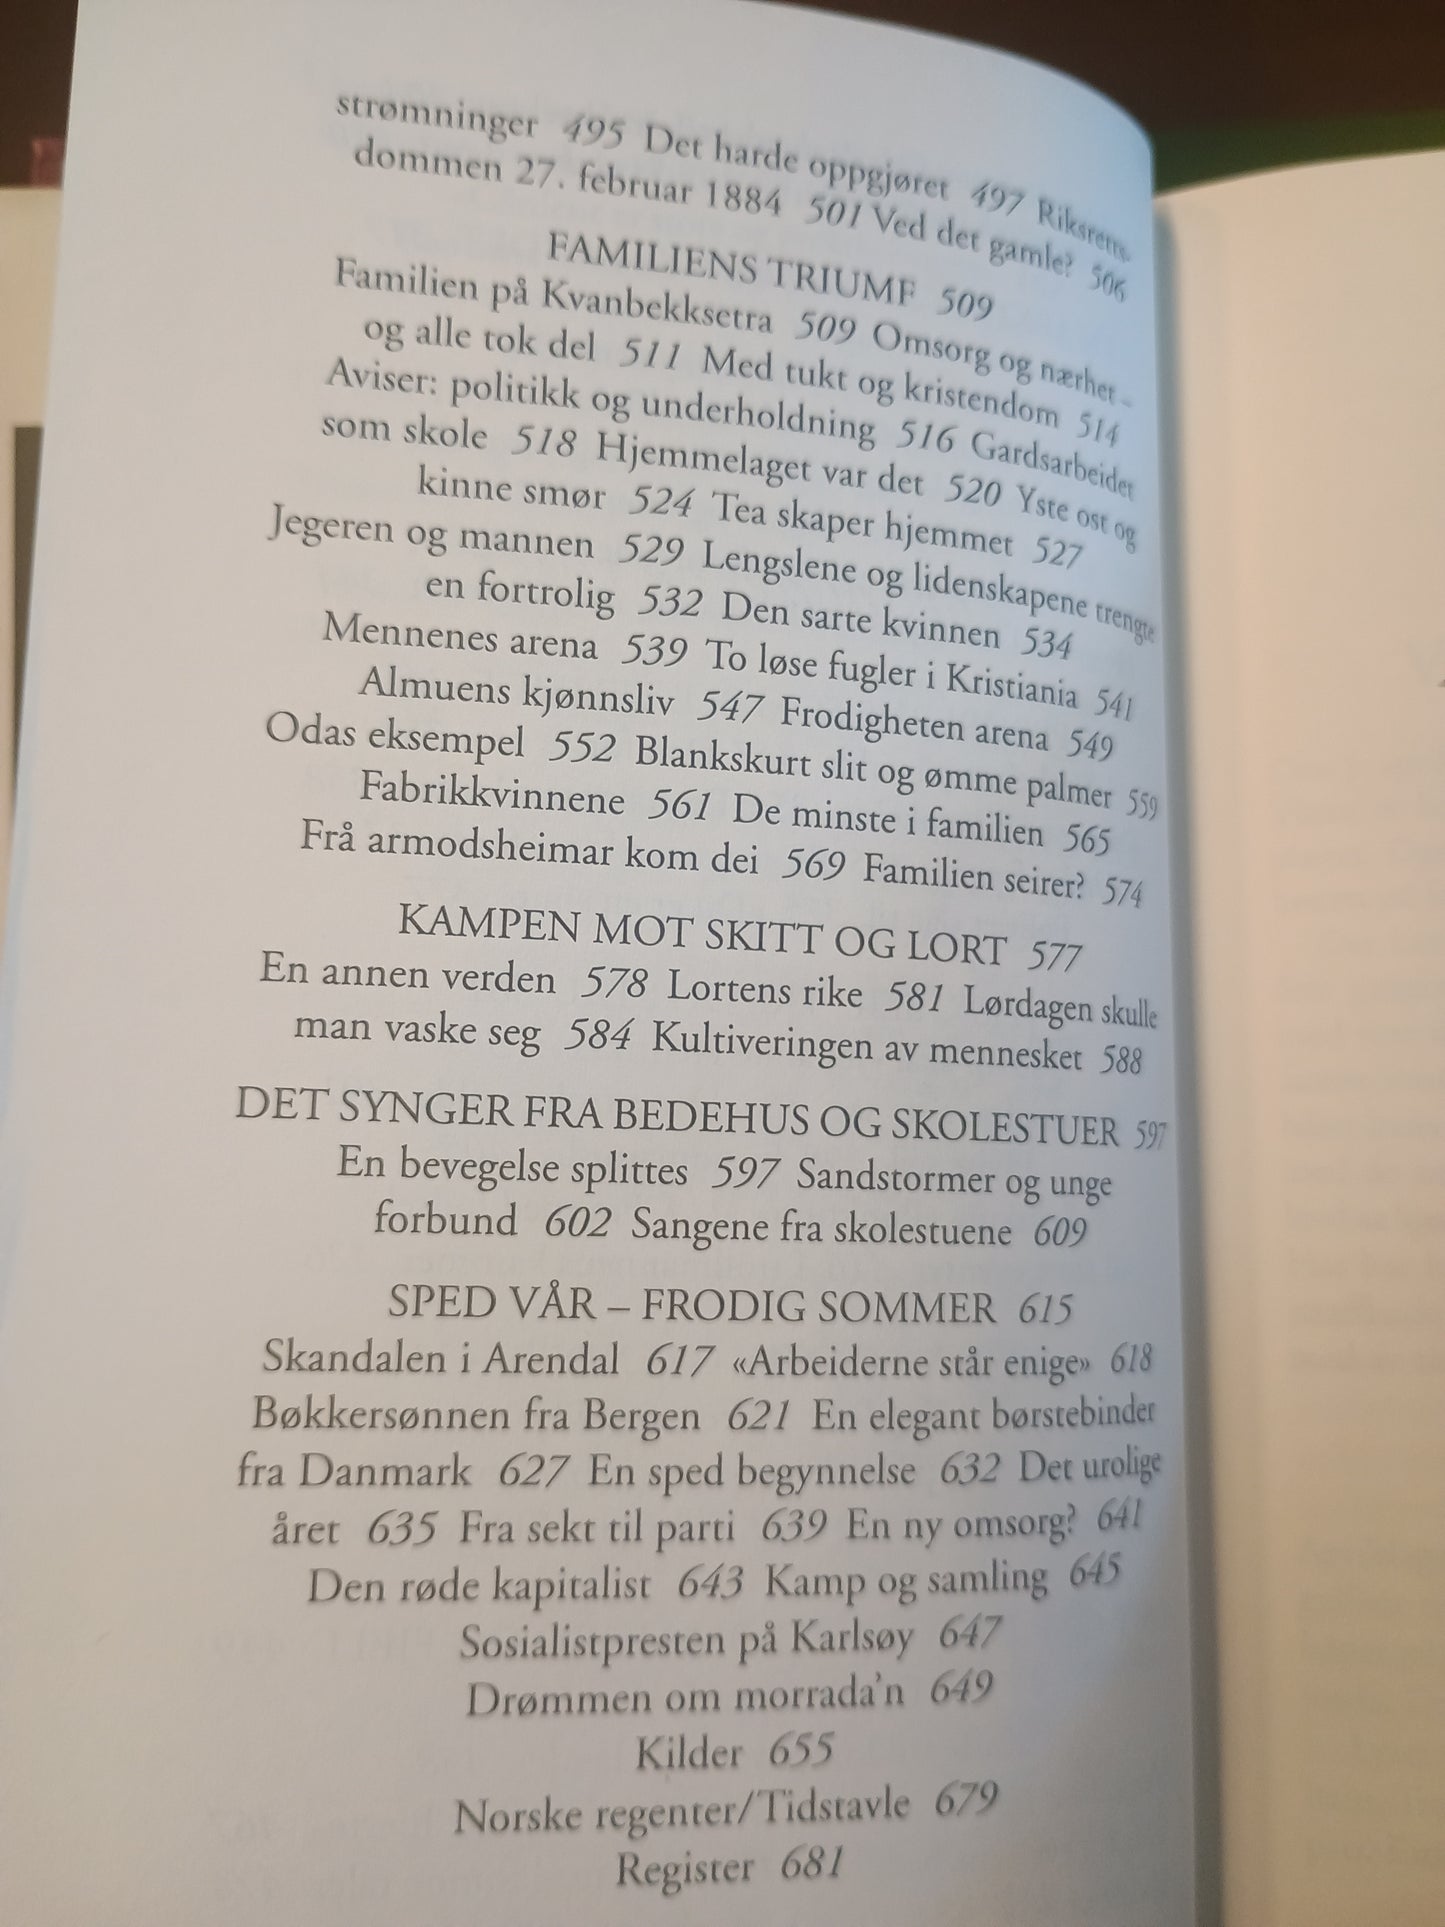 strømninger 495 Det harde oppgjøret 497 Riksretts-
dommen 27. februar 1884 501 Ved det gamle? 506
FAMILIENS TRIUMF 509
Familien på Kvanbekksetra 509 Omsorg og nærhet –
og alle tok del 511 Med tukt og kristendom 514
Aviser: politikk og underholdning 516 Gardsarbeidet
som skole 518 Hjemmelaget var det 520 Yste ost og
kinne smør 524 Tea skaper hjemmet 527
Jegeren og mannen 529 Lengslene og lidenskapene trengte
en fortrolig 532 Den sarte kvinnen 534
Mennenes arena 539 To løse fugler i Kristiania 541
Almuens kjønnsliv 547 Frodigheten arena 549
Odas eksempel 552 Blankskurt slit og ømme palmer 559
Fabrikkvinnene 561 De minste i familien 565
Frå armodsheimar kom dei 569 Familien seirer? 574
KAMPEN MOT SKITT OG LORT 577
En annen verden 578 Lortens rike 581 Lørdagen skulle
man vaske seg 584 Kultiveringen av mennesket 588
DET SYNGER FRA BEDEHUS OG SKOLESTUER 597
En bevegelse splittes 597 Sandstormer og unge
forbund 602 Sangene fra skolestuene 609
SPED VÅR – FRODIG SOMMER 615
Skandalen i Arendal 617 «Arbeiderne står enige» 618
Bøkkersønnen fra Bergen 621 En elegant børstebinder
fra Danmark 627 En sped begynnelse 632 Det urolige
året 635 Fra sekt til parti 639 En ny omsorg? 641
Den røde kapitalist 643 Kamp og samling 645
Sosialistpresten på Karlsøy 647
Drømmen om morrada'n 649
Kilder 655
Norske regenter/Tidstavle 679
Register 681